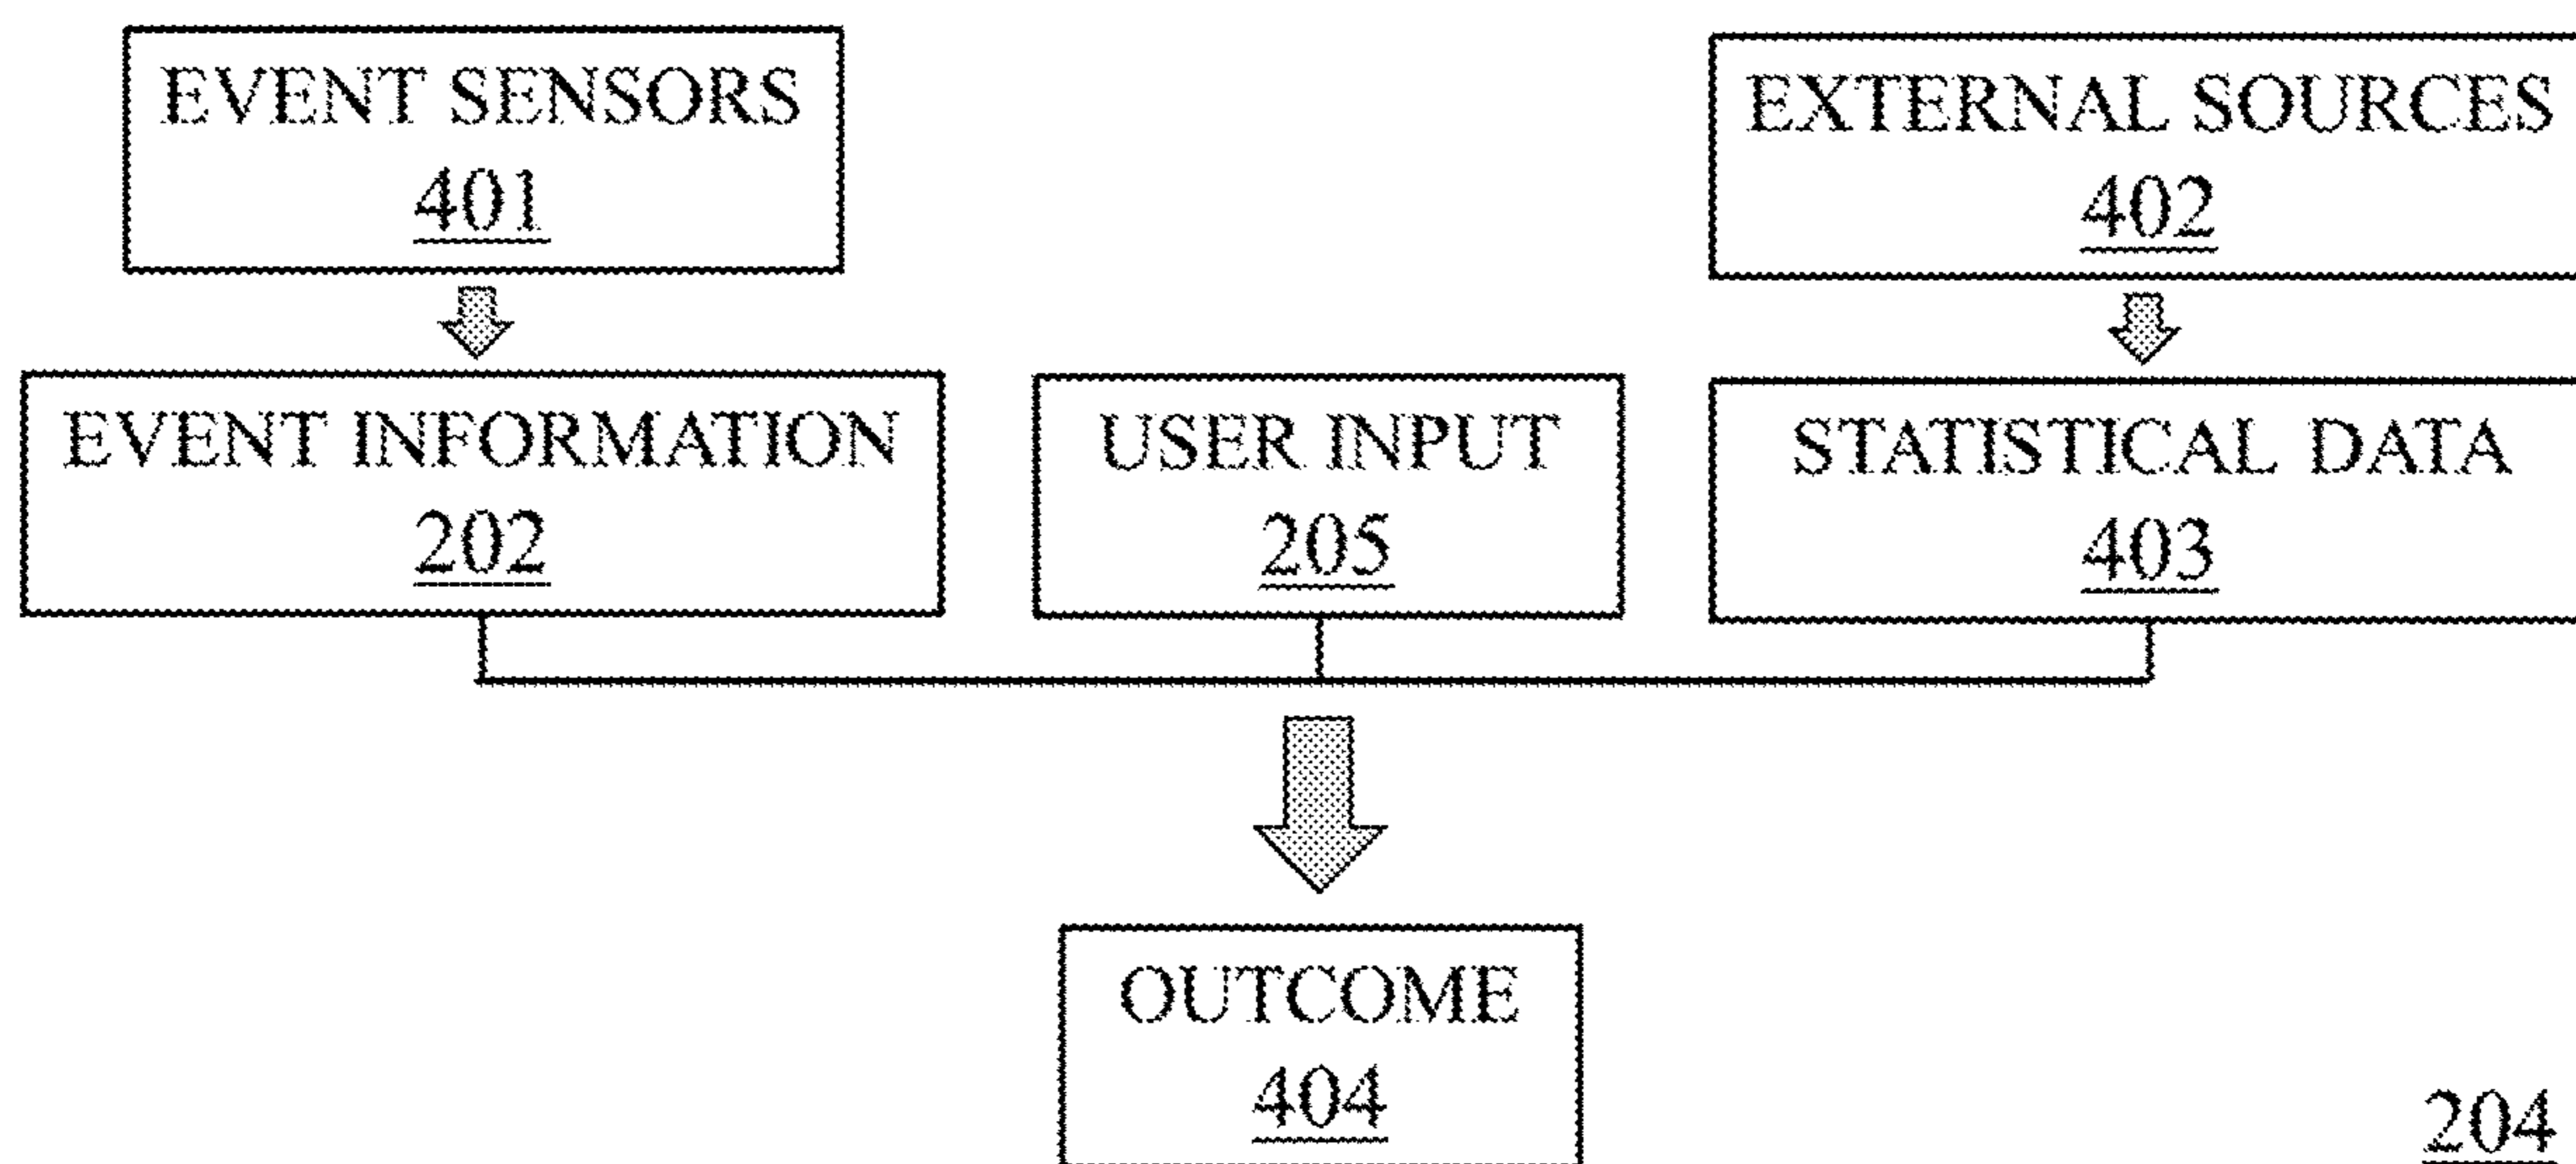 EVENT SENSORS
401
EXTERNAL SOURCES
402
EVENT INFORMATION
202
USER INPUT
205
STATISTICAL DATA
403
OUTCOME
404
204